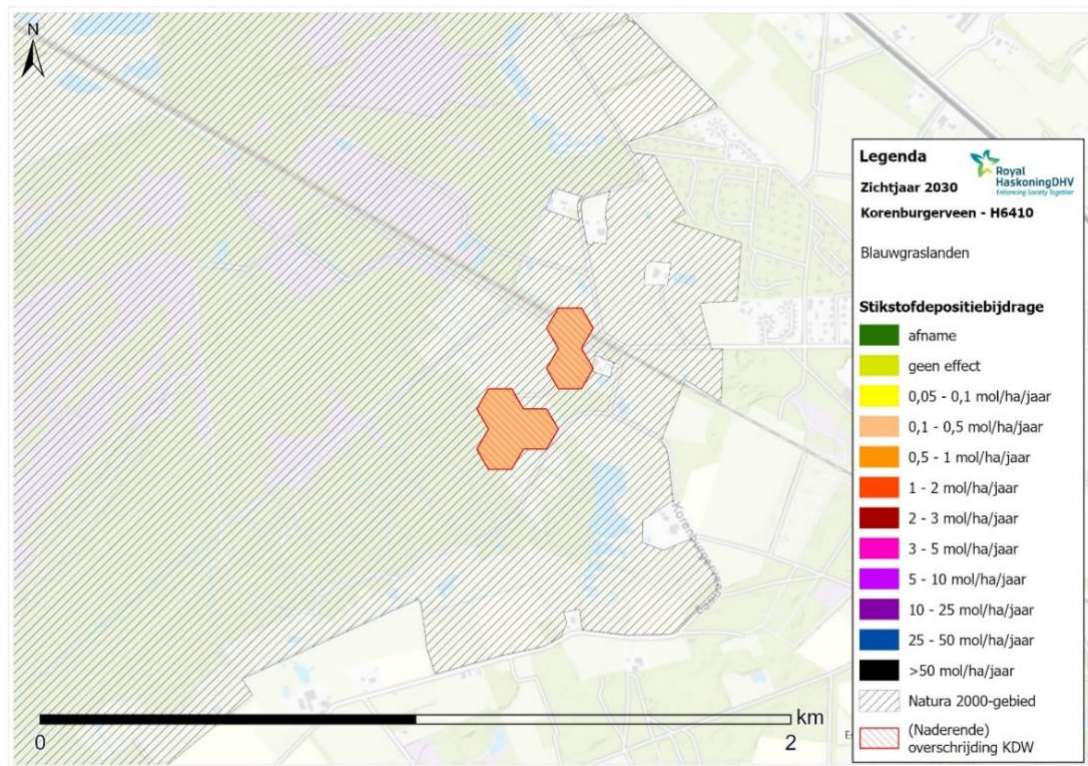 N
Legenda
Royal
HaskoningDHV
Enhancing Society Together
Zichtjaar 2030
Korenburgerveen - H6410
Blauwgraslanden
Stikstofdepositiebijdrage
afname
geen effect
0,05 - 0,1 mol/ha/jaar
0,1 - 0,5 mol/ha/jaar
0,5 - 1 mol/ha/jaar
1 - 2 mol/ha/jaar
2 - 3 mol/ha/jaar
3 - 5 mol/ha/jaar
5 - 10 mol/ha/jaar
10 - 25 mol/ha/jaar
25 - 50 mol/ha/jaar
>50 mol/ha/jaar
Natura 2000-gebied
(Naderende)
overschrijding KDW
km
0
2